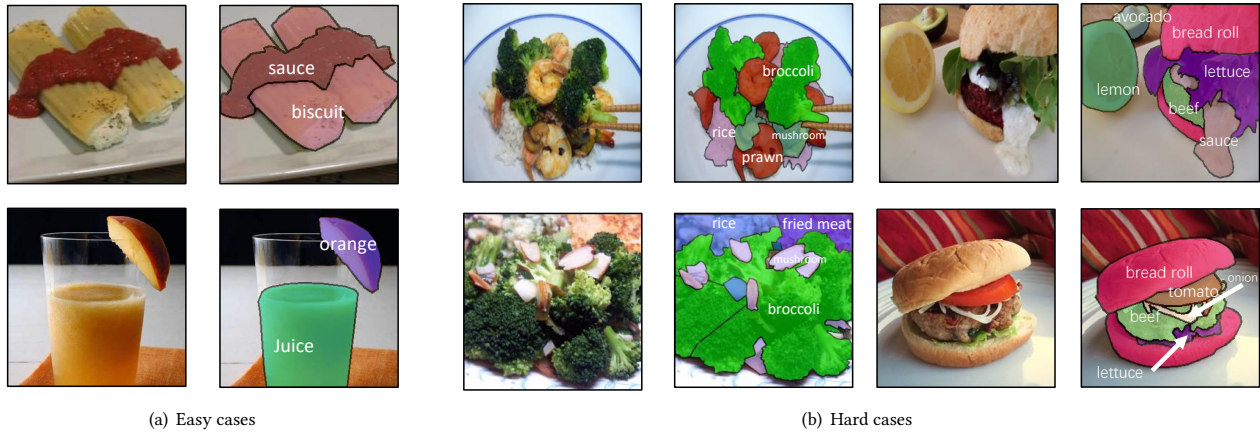 sauce
biscuit
orange
Juice
(a) Easy cases
broccoli
rice
mushroom
prawn
avocado
bread roll
lettuce
lemon
beef
sauce
rice
fried meat
mushroom
broccoli
bread roll
onion
tomato
beef
lettuce
(b) Hard cases